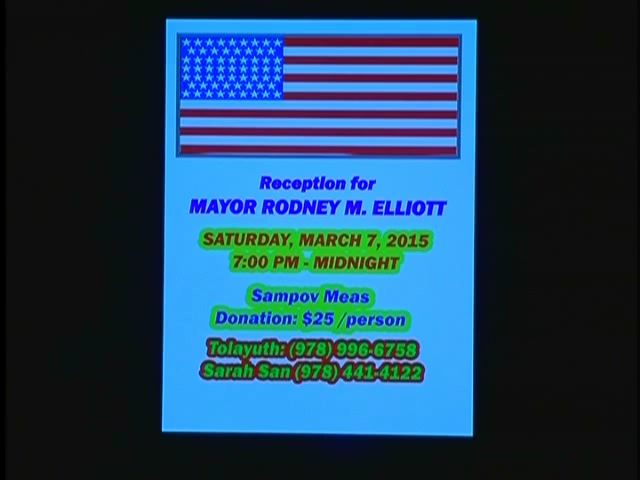 Reception for
MAYOR RODNEY M. ELLIOTT
SATURDAY, MARCH 7, 2015
7:00 PM - MIDNIGHT
Sampov Meas
Donation: $25 /person
Tolayuth: (978) 996-6758
Sarah San (978) 441-4122